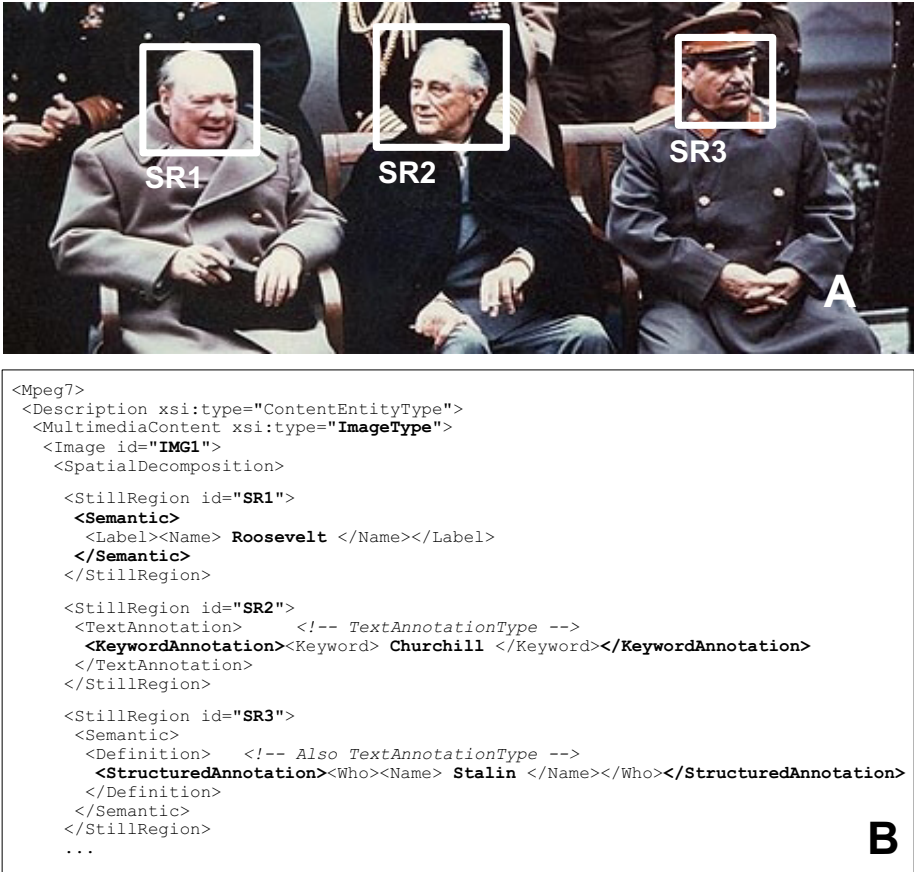 SR1
SR2
SR3
A
<Mpeg7>
<Description xsi:type="ContentEntityType">
<MultimediaContent xsi:type="ImageType">
<Image id="IMG1">
<SpatialDecomposition>
<StillRegion id="SR1">
<Semantic>
<Label><Name> Roosevelt </Name></Label>
</Semantic>
</StillRegion>
<StillRegion id="SR2">
<TextAnnotation> <!-- TextAnnotationType -->
<KeywordAnnotation><Keyword> Churchill </Keyword></KeywordAnnotation>
</TextAnnotation>
</StillRegion>
<StillRegion id="SR3">
<Semantic>
<Definition> <!-- Also TextAnnotationType -->
<StructuredAnnotation><Who><Name> Stalin </Name></Who></StructuredAnnotation>
</Definition>
</Semantic>
</StillRegion>
...
B